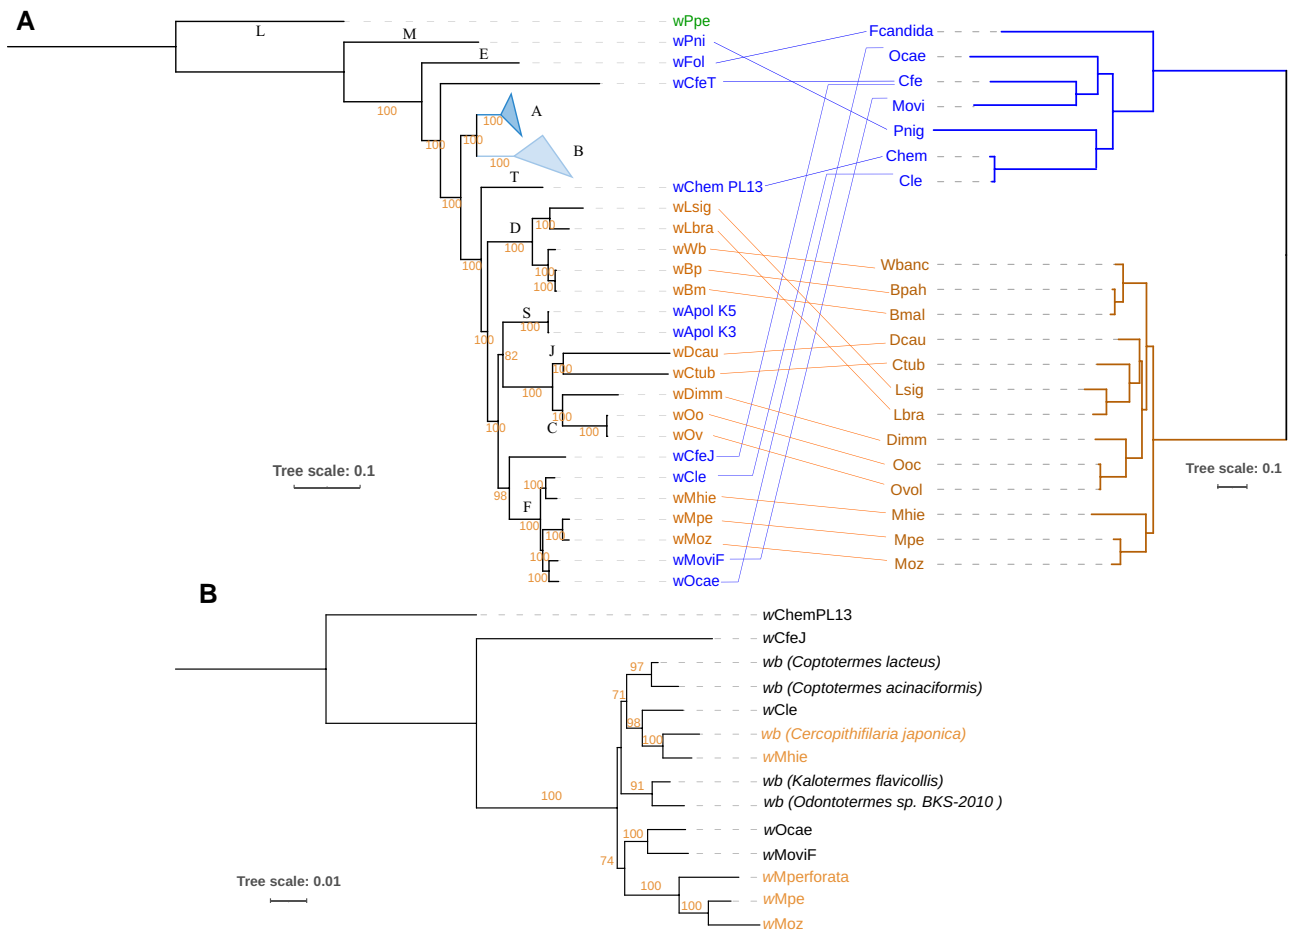 A
L
M
E
A
B
T
D
S
J
C
F
100
100
100
100
100
100
100
100
100
100
100
100
100
82
100
100
100
100
100
98
100
100
100
100
100
wPpe
wPni
wFol
wCfeT
wChem PL13
wLsig
wLbra
wWb
wBp
wBm
wApol K5
wApol K3
wDcau
wCtub
wDimm
wOo
wOv
wCfeJ
wCle
wMhie
wMpe
wMoz
wMoviF
wOcae
Tree scale: 0.1
Fcandida
Ocae
Cfe
Movi
Pnig
Chem
Cle
Wbanc
Bpah
Bmal
Dcau
Ctub
Lsig
Lbra
Dimm
Ooc
Ovol
Mhie
Mpe
Moz
Tree scale: 0.1
B
wChemPL13
wCfeJ
wb (Coptotermes lacteus)
wb (Coptotermes acinaciformis)
wCle
wb (Cercopithifilaria japonica)
wMhie
wb (Kalotermes flavicollis)
wb (Odontotermes sp. BKS-2010 )
wOcae
wMoviF
wMperforata
wMpe
wMoz
97
71
98
100
91
100
100
74
100
100
Tree scale: 0.01